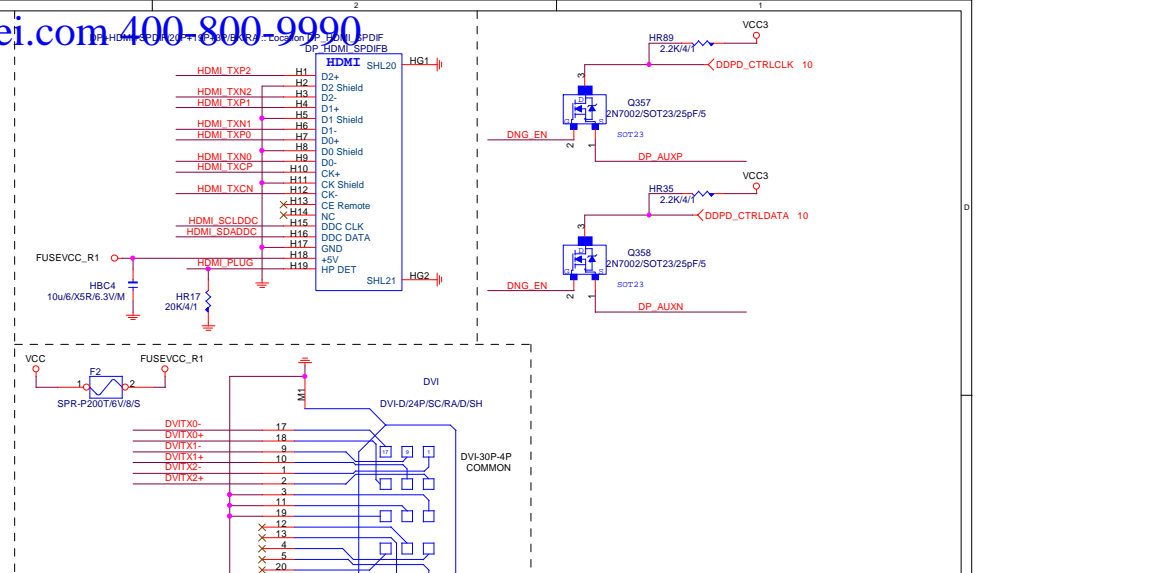 2
1
ei.com 400-800-9990
DP_HDMI_SPDIFB
HDMI
HDMI_TXP2
HDMI_TXN2
HDMI_TXP1
HDMI_TXN1
HDMI_TXP0
HDMI_TXN0
HDMI_TXCP
HDMI_TXCN
HDMI_SCLDDC
HDMI_SDADDC
HDMI_PLUG
H1 D2+
H2 D2 Shield
H3 D2-
H4 D1+
H5 D1 Shield
H6 D1-
H7 D0+
H8 D0 Shield
H9 D0-
H10 CK+
H11 CK Shield
H12 CK-
H13 CE Remote
H14 NC
H15 DDC CLK
H16 DDC DATA
H17 GND
H18 +5V
H19 HP DET
SHL20 HG1
SHL21 HG2
FUSEVCC_R1
HBC4
10u/6/X5R/6.3V/M
HR17
20K/4/1
VCC3
HR89
2.2K/4/1
DDPD_CTRLCLK 10
3
D
G
S
Q357
2N7002/SOT23/25pF/5
SOT23
DNG_EN
2
1
DP_AUXP
VCC3
HR35
2.2K/4/1
DDPD_CTRLDATA 10
3
D
G
S
Q358
2N7002/SOT23/25pF/5
SOT23
DNG_EN
2
1
DP_AUXN
D
VCC
FUSEVCC_R1
F2
1
2
SPR-P200T/6V/8/S
M1
DVI
DVI-D/24P/SC/RA/D/SH
DVI-30P-4P
COMMON
DVITX0- 17
DVITX0+ 18
DVITX1- 9
DVITX1+ 10
DVITX2- 1
DVITX2+ 2
3
11
19
12
13
4
5
20
17 9 1